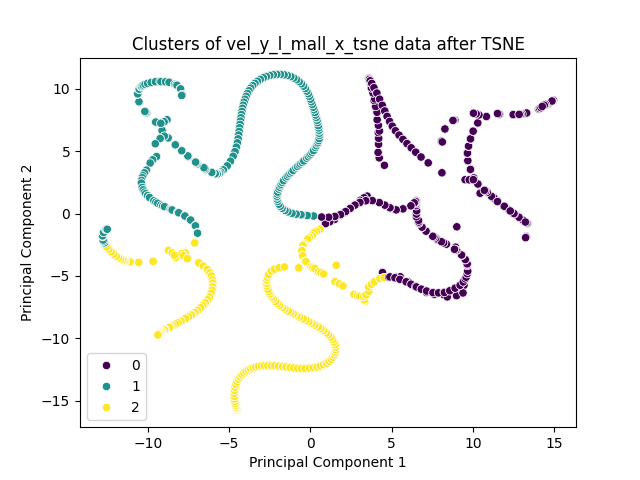 Clusters of vel_y_l_mall_x_tsne data after TSNE
Principal Component 2
10
5
0
−5
−10
−15
0
1
2
−10 −5 0 5 10 15
Principal Component 1